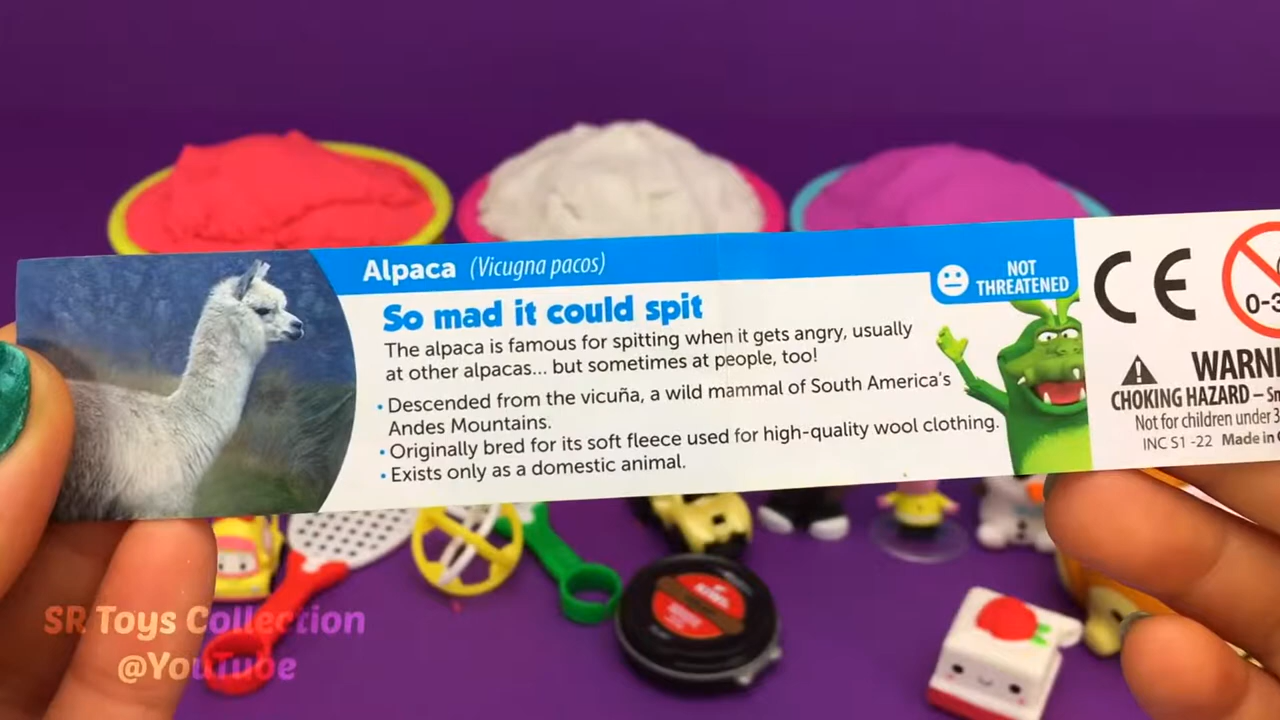 Alpaca (Vicugna pacos)
NOT
THREATENED
So mad it could spit
The alpaca is famous for spitting when it gets angry, usually
at other alpacas... but sometimes at people, too!
• Descended from the vicuña, a wild mammal of South America's
Andes Mountains.
• Originally bred for its soft fleece used for high-quality wool clothing.
• Exists only as a domestic animal.
CE
0-3
CHOKING HAZARD –
Not for children under 3
INC S1 -22 Made in
SR Toys Collection
@YouTube